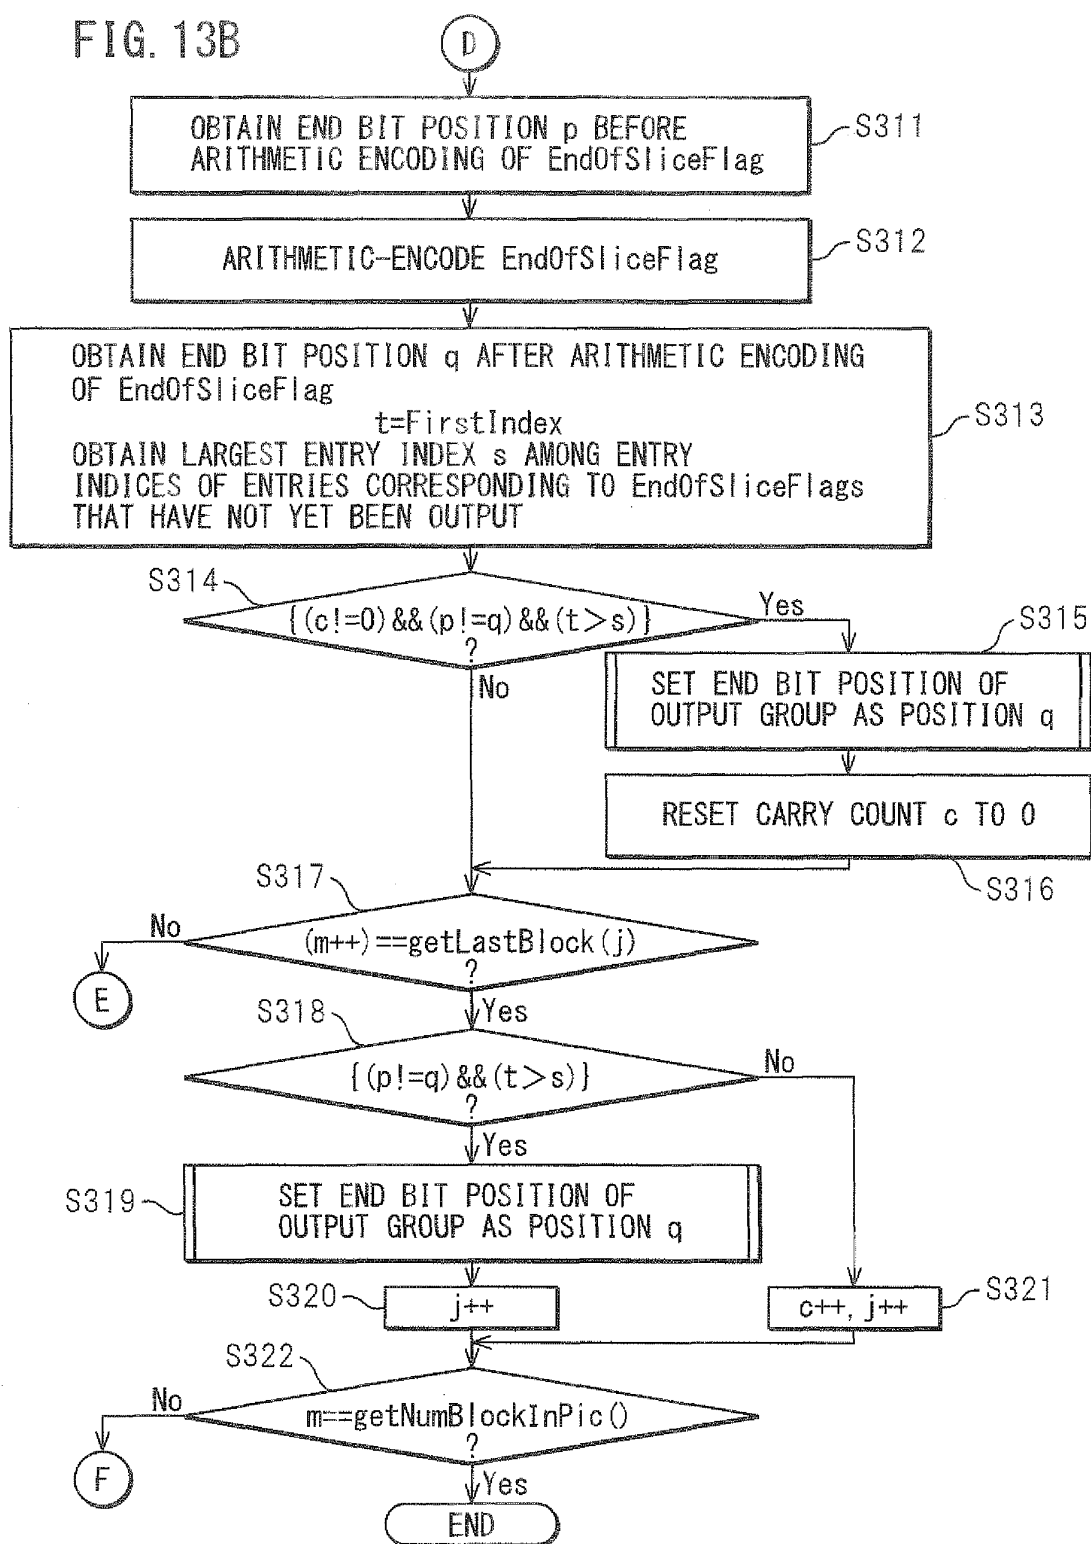 FIG. 13B
D
OBTAIN END BIT POSITION p BEFORE
ARITHMETIC ENCODING OF EndOfSliceFlag
S311
ARITHMETIC-ENCODE EndOfSliceFlag
S312
OBTAIN END BIT POSITION q AFTER ARITHMETIC ENCODING
OF EndOfSliceFlag
t=FirstIndex
OBTAIN LARGEST ENTRY INDEX s AMONG ENTRY
INDICES OF ENTRIES CORRESPONDING TO EndOfSliceFlags
THAT HAVE NOT YET BEEN OUTPUT
S313
S314
{(c!=0)&&(p!=q)&&(t>s)}
?
Yes
No
S315
SET END BIT POSITION OF
OUTPUT GROUP AS POSITION q
RESET CARRY COUNT c TO 0
S316
S317
(m++)==getLastBlock(j)
?
No
E
Yes
S318
{(p!=q)&&(t>s)}
?
No
Yes
S319
SET END BIT POSITION OF
OUTPUT GROUP AS POSITION q
S320
j++
c++, j++
S321
S322
m==getNumBlockInPic()
?
No
F
Yes
END